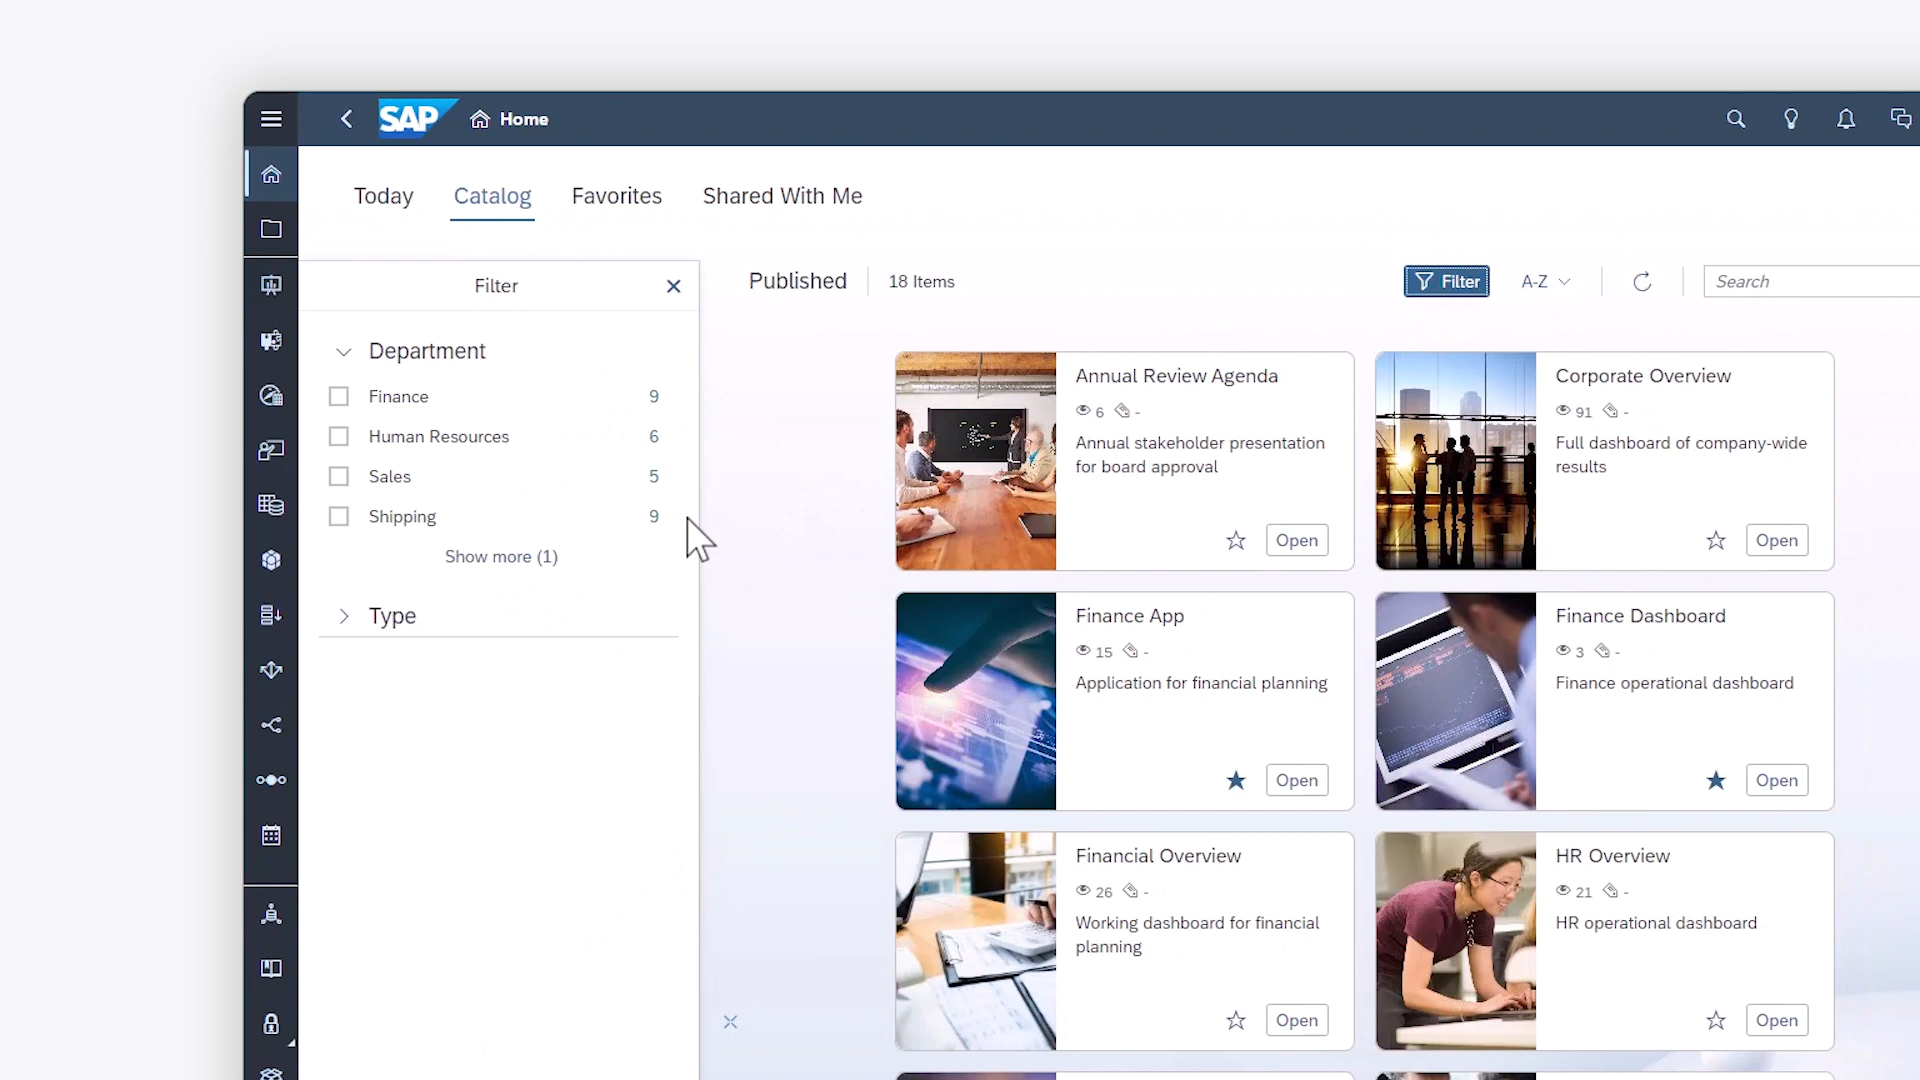 SAP Home
Today Catalog Favorites Shared With Me
Filter
Department
Finance 9
Human Resources 6
Sales 5
Shipping 9
Show more (1)
Type
Published 18 Items
Filter A-Z Search
Annual Review Agenda
6 -
Annual stakeholder presentation
for board approval
Open
Corporate Overview
91 -
Full dashboard of company-wide
results
Open
Finance App
15 -
Application for financial planning
Open
Finance Dashboard
3 -
Finance operational dashboard
Open
Financial Overview
26 -
Working dashboard for financial
planning
Open
HR Overview
21 -
HR operational dashboard
Open